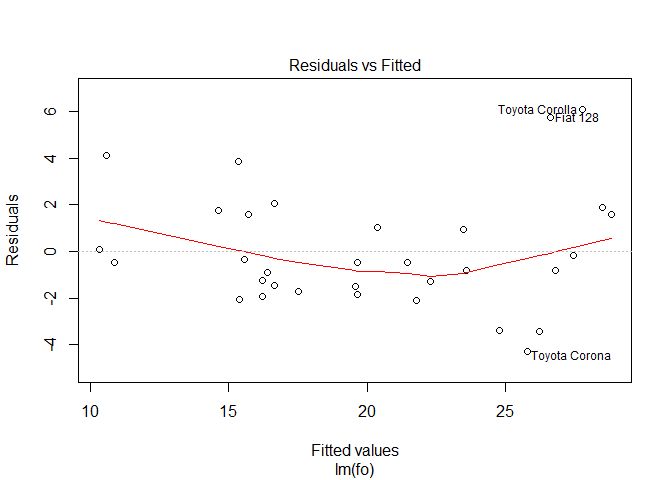 Residuals vs Fitted
Residuals
6
4
2
0
-2
-4
Toyota Corolla
Fiat 128
Toyota Corona
10 15 20 25
Fitted values
lm(fo)